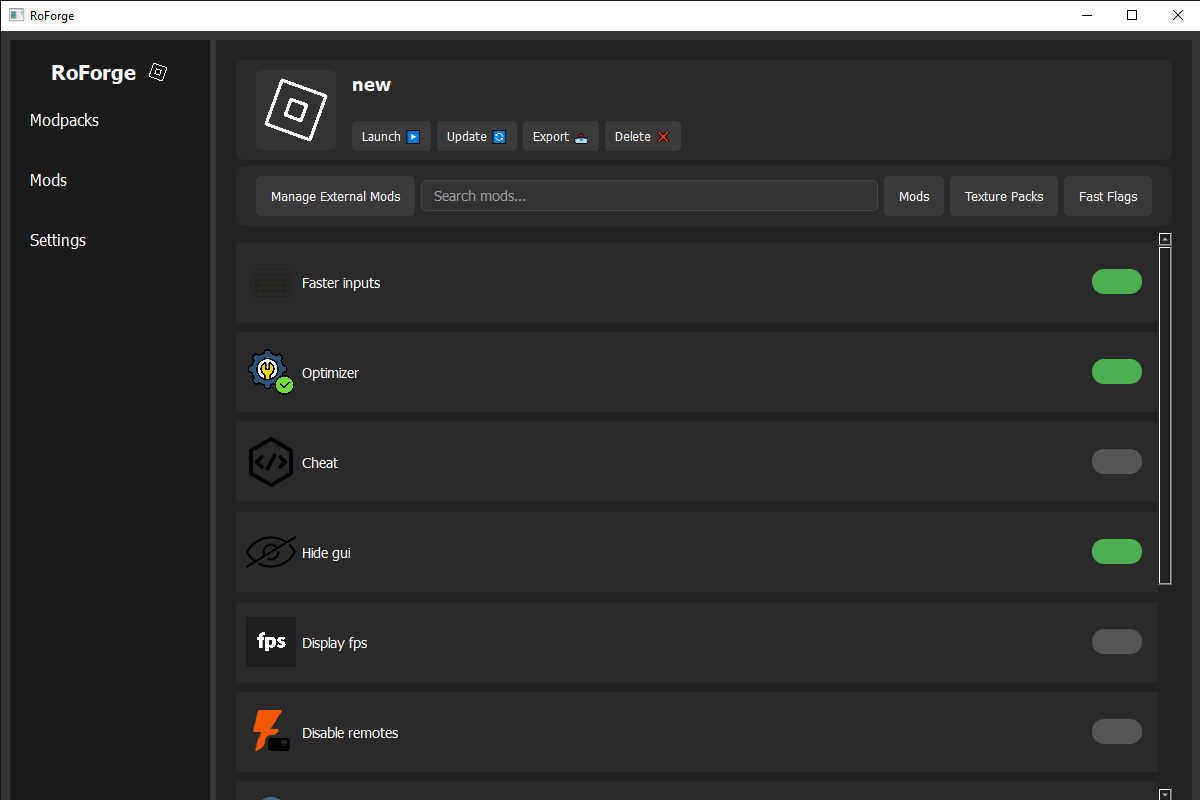 RoForge
RoForge
Modpacks
Mods
Settings
new
Launch Update Export Delete
Manage External Mods Search mods... Mods Texture Packs Fast Flags
Faster inputs
Optimizer
Cheat
Hide gui
fps Display fps
Disable remotes